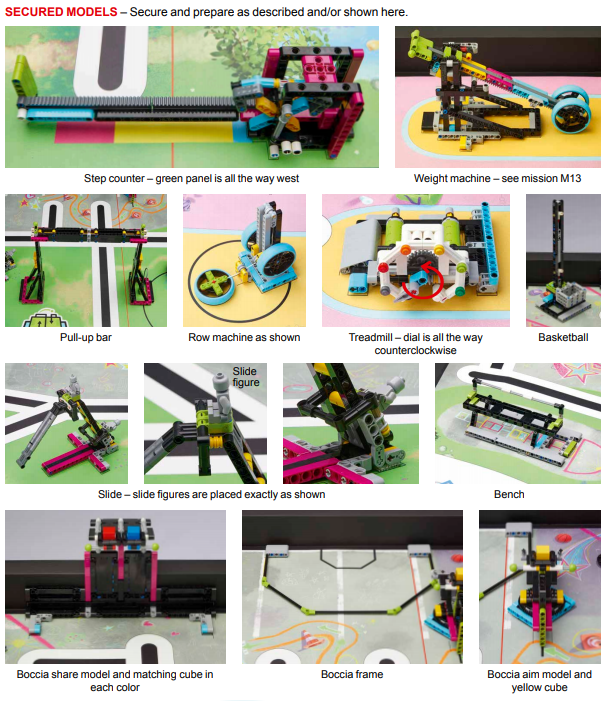 SECURED MODELS – Secure and prepare as described and/or shown here.
Step counter – green panel is all the way west
Weight machine – see mission M13
Pull-up bar
Row machine as shown
Treadmill – dial is all the way
counterclockwise
Basketball
Slide
figure
Slide – slide figures are placed exactly as shown
Bench
Boccia share model and matching cube in
each color
Boccia frame
Boccia aim model and
yellow cube